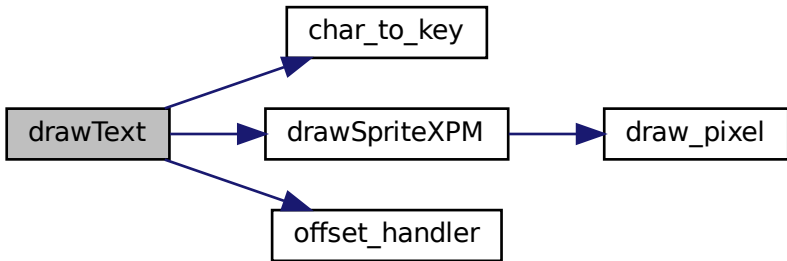 char_to_key
drawText
drawSpriteXPM
draw_pixel
offset_handler